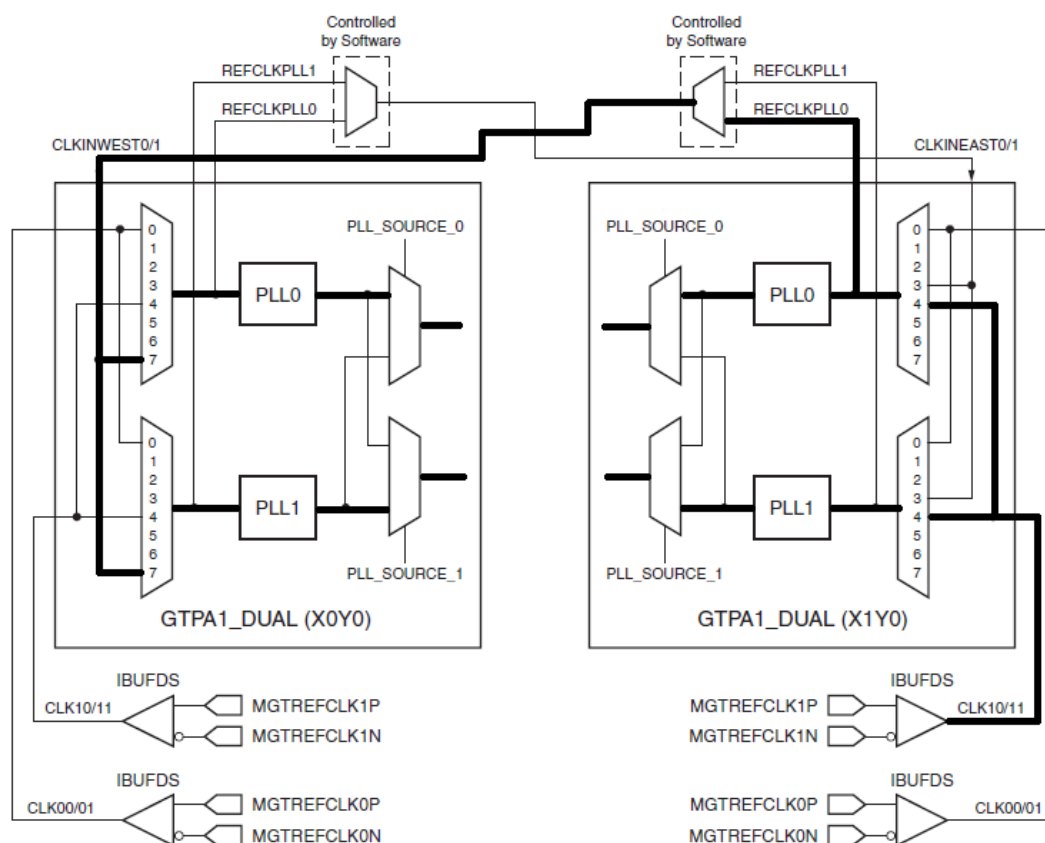 Controlled
by Software
Controlled
by Software
REFCLKPLL1
REFCLKPLL1
REFCLKPLL0
REFCLKPLL0
CLKINWEST0/1
CLKINEAST0/1
PLL_SOURCE_0
PLL_SOURCE_0
0
1
2
3
4
5
6
7
PLL0
PLL0
0
1
2
3
4
5
6
7
0
1
2
3
4
5
6
7
PLL1
PLL1
0
1
2
3
4
5
6
7
PLL_SOURCE_1
PLL_SOURCE_1
GTPA1_DUAL (X0Y0)
GTPA1_DUAL (X1Y0)
IBUFDS
CLK10/11
MGTREFCLK1P
MGTREFCLK1N
MGTREFCLK1P
MGTREFCLK1N
IBUFDS
CLK10/11
IBUFDS
CLK00/01
MGTREFCLK0P
MGTREFCLK0N
MGTREFCLK0P
MGTREFCLK0N
IBUFDS
CLK00/01